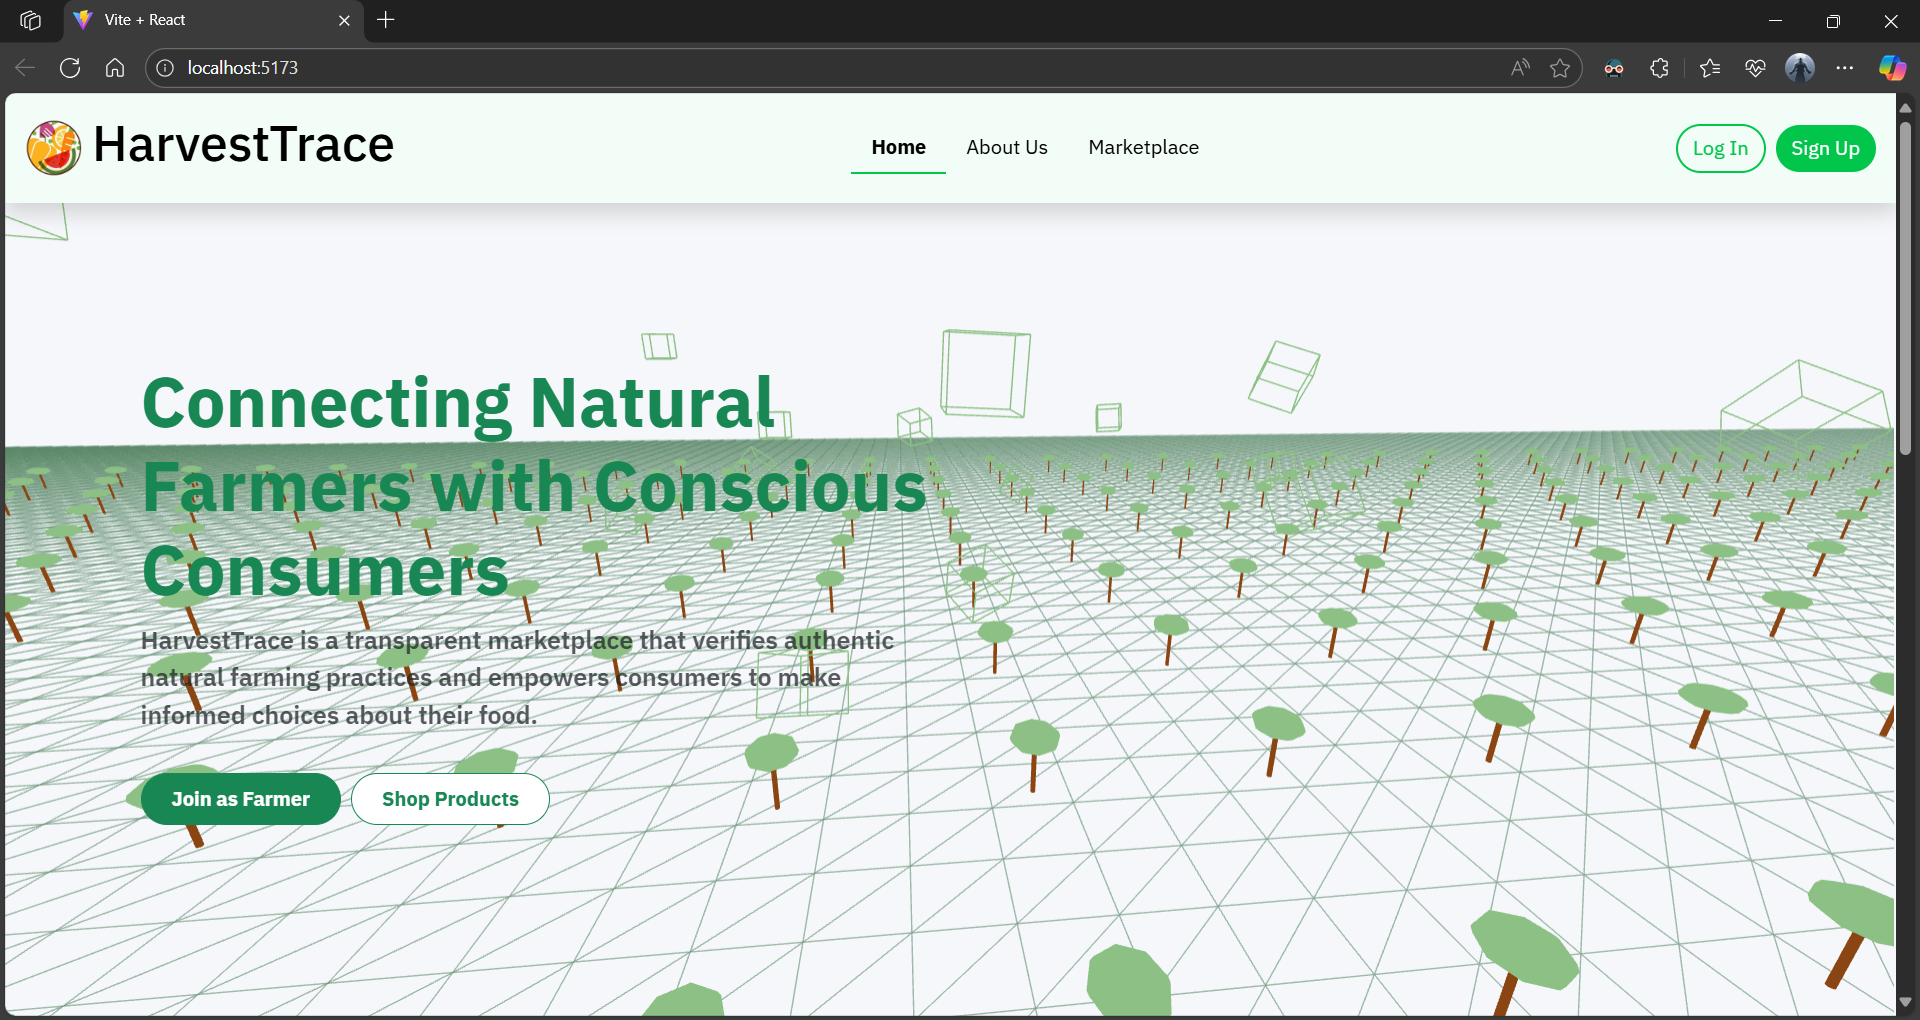 Vite + React
localhost:5173
HarvestTrace
Home
About Us
Marketplace
Log In
Sign Up
Connecting Natural
Farmers with Conscious
Consumers
HarvestTrace is a transparent marketplace that verifies authentic
natural farming practices and empowers consumers to make
informed choices about their food.
Join as Farmer
Shop Products